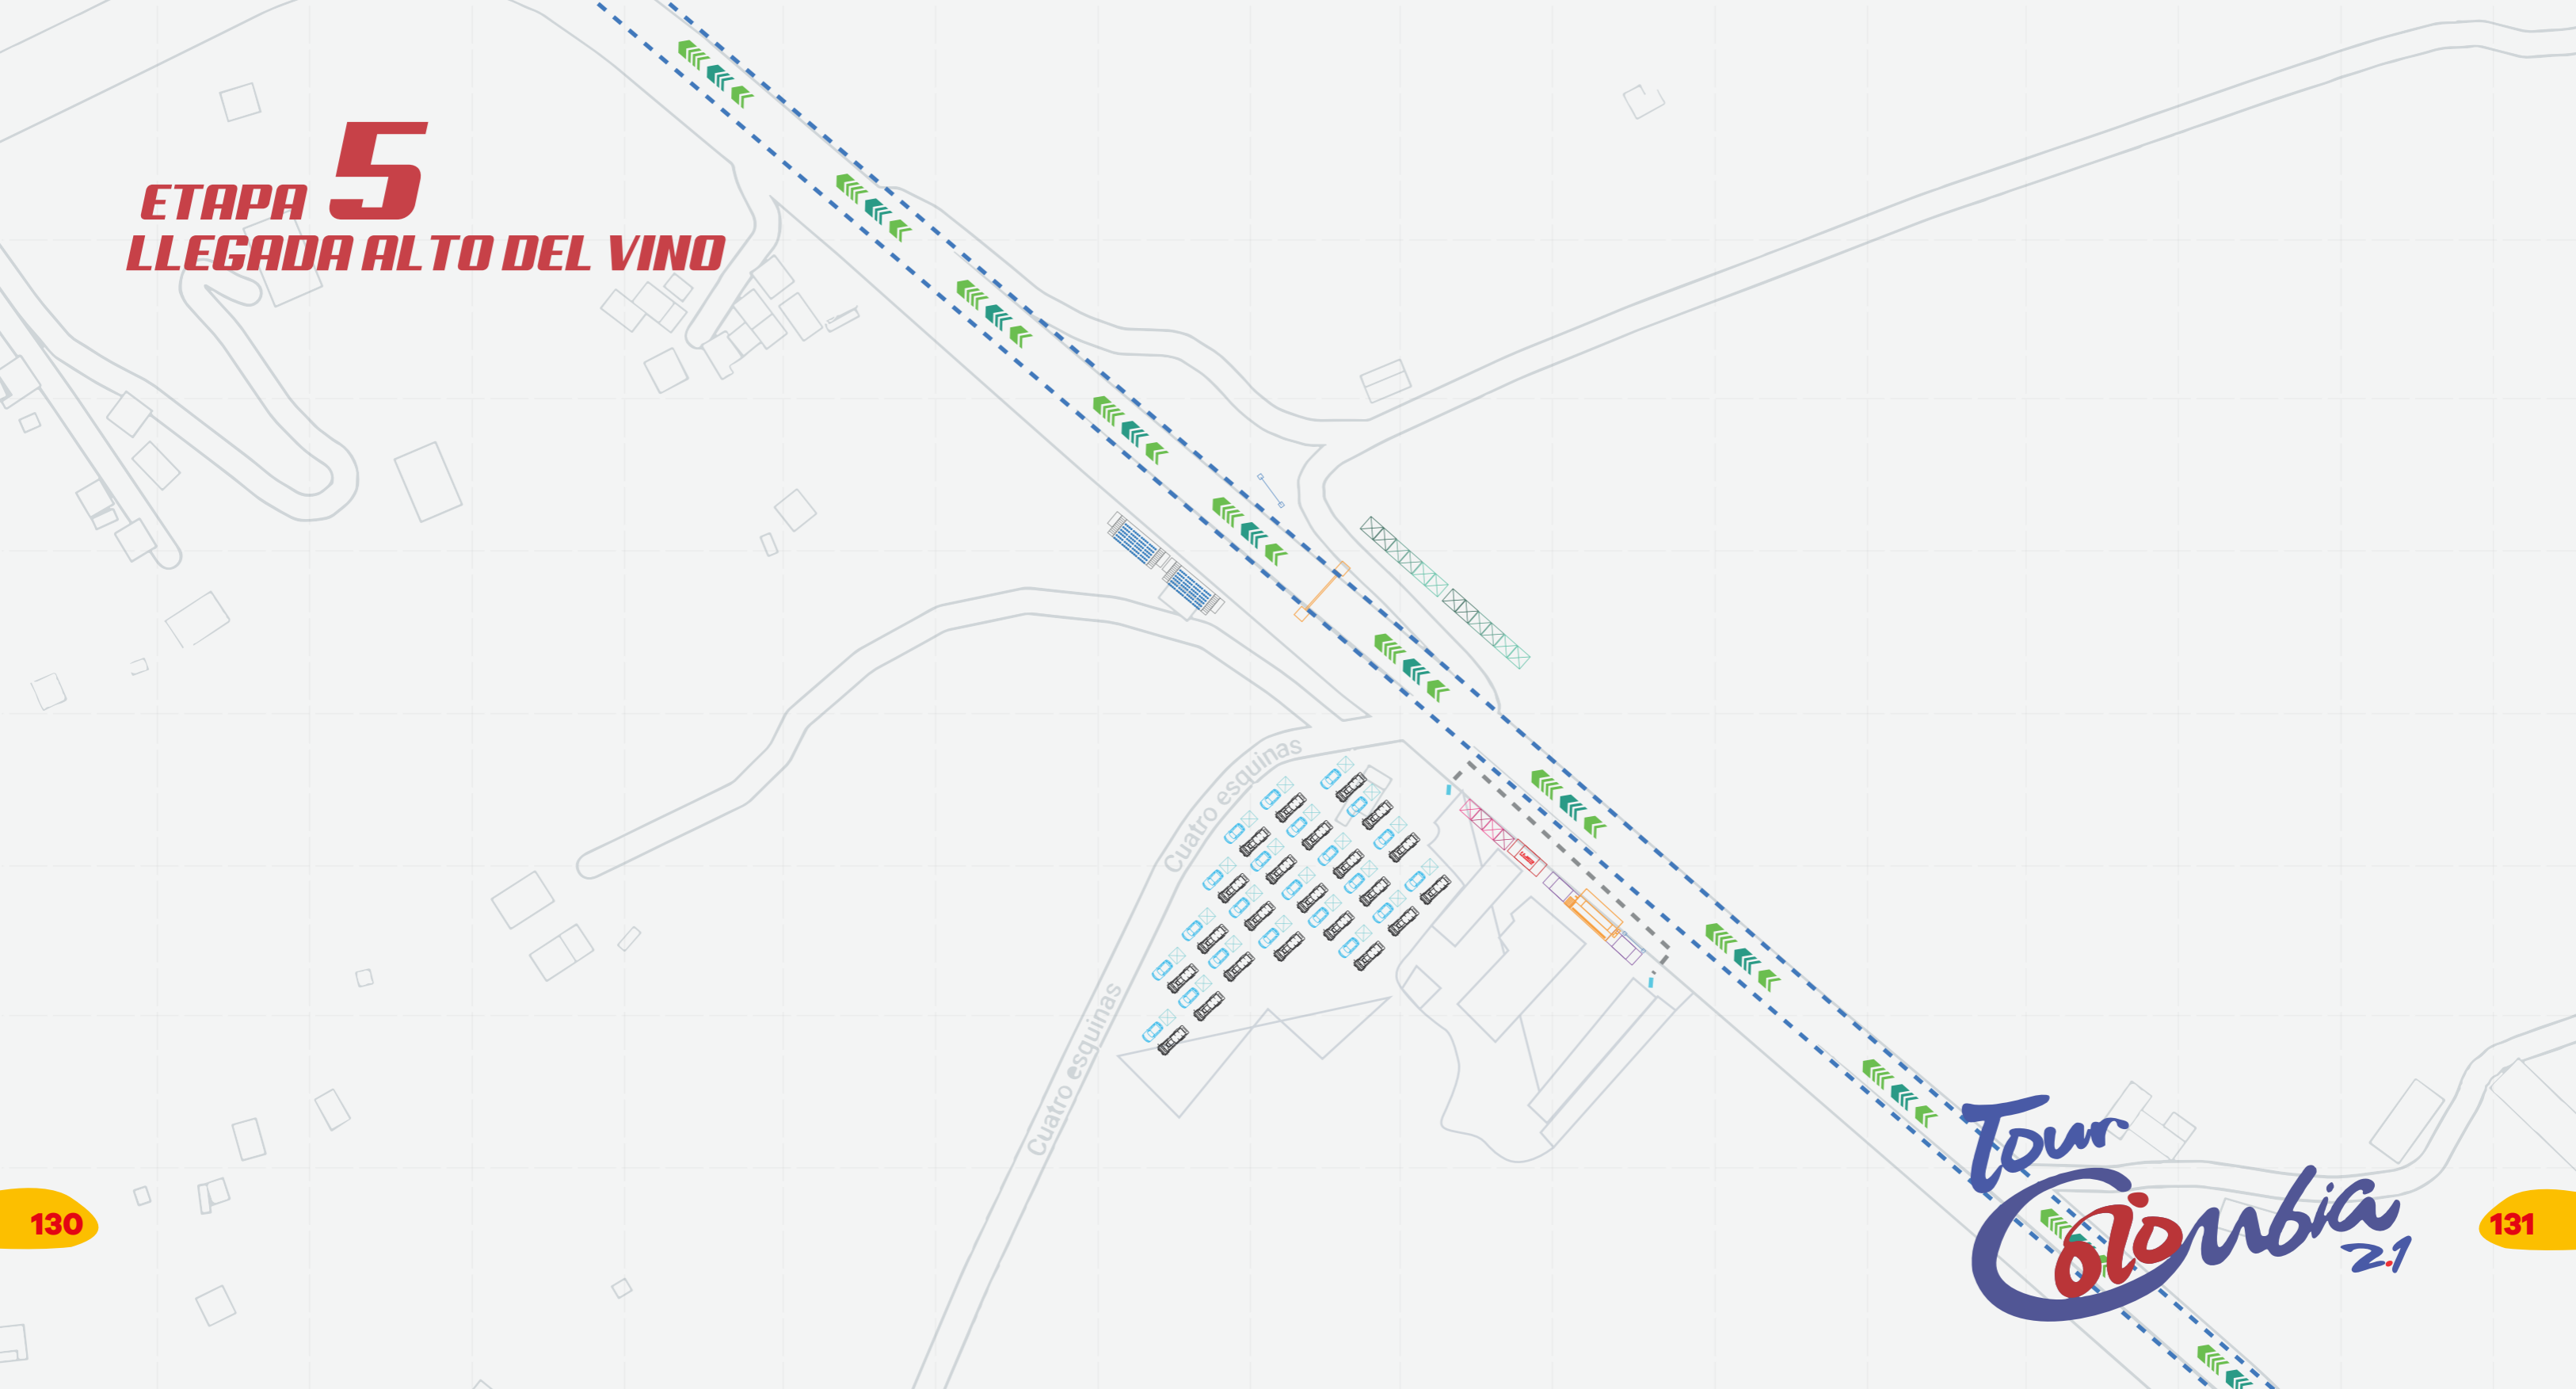 ETAPA 5
LLEGADA ALTO DEL VINO
Cuatro esquinas
Cuatro esquinas
Tour
Colombia
2.1
130
131